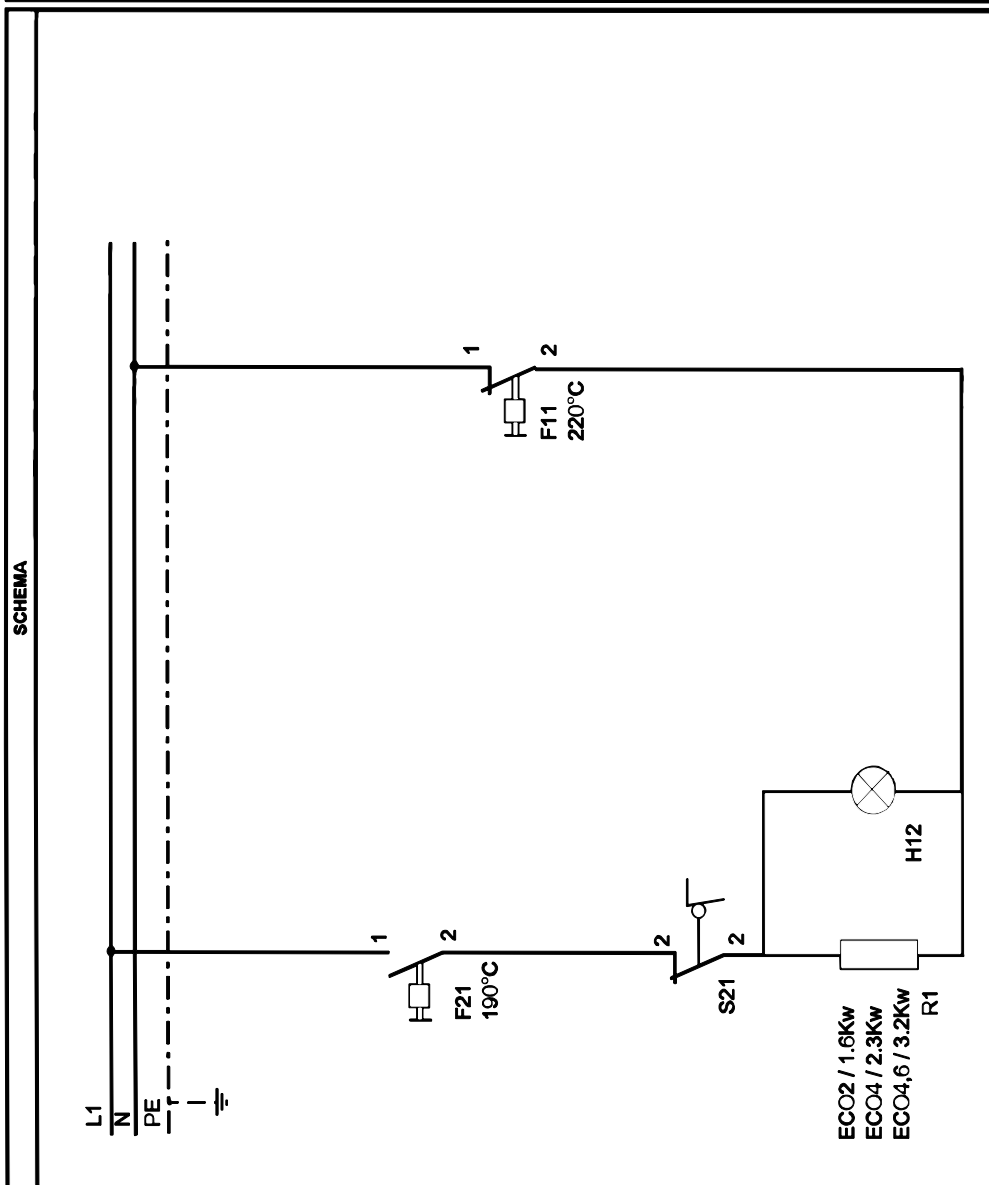 SCHEMA
L1
N
PE
1
2
F11
220°C
1
2
F21
190°C
2
2
S21
H12
ECO2 / 1.6Kw
ECO4 / 2.3Kw
ECO4,6 / 3.2Kw
R1